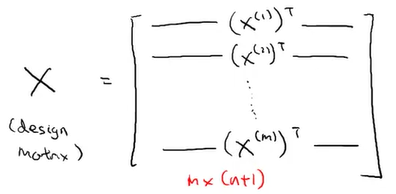 X = [ — (x^(1))^T —
— (x^(2))^T —
⋮
— (x^(m))^T — ]
(design
matrix)
m x (n+1)